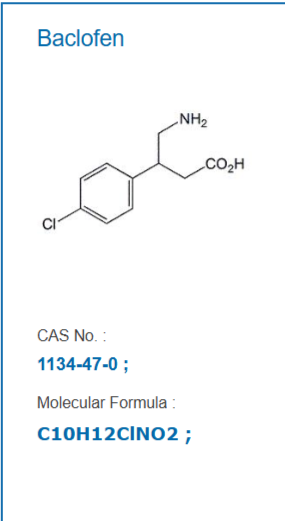 Baclofen
NH2
CO2H
Cl
CAS No. :
1134-47-0 ;
Molecular Formula :
C10H12ClNO2 ;